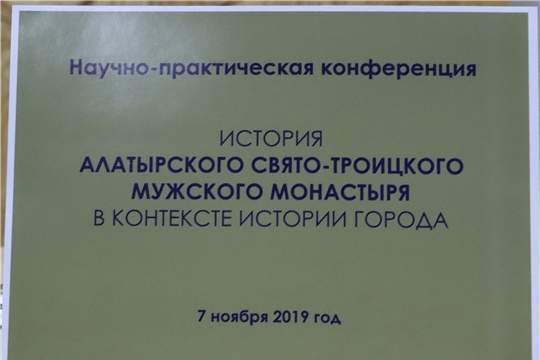 Научно-практическая конференция
ИСТОРИЯ
АЛАТЫРСКОГО СВЯТО-ТРОИЦКОГО
МУЖСКОГО МОНАСТЫРЯ
В КОНТЕКСТЕ ИСТОРИИ ГОРОДА
7 ноября 2019 год